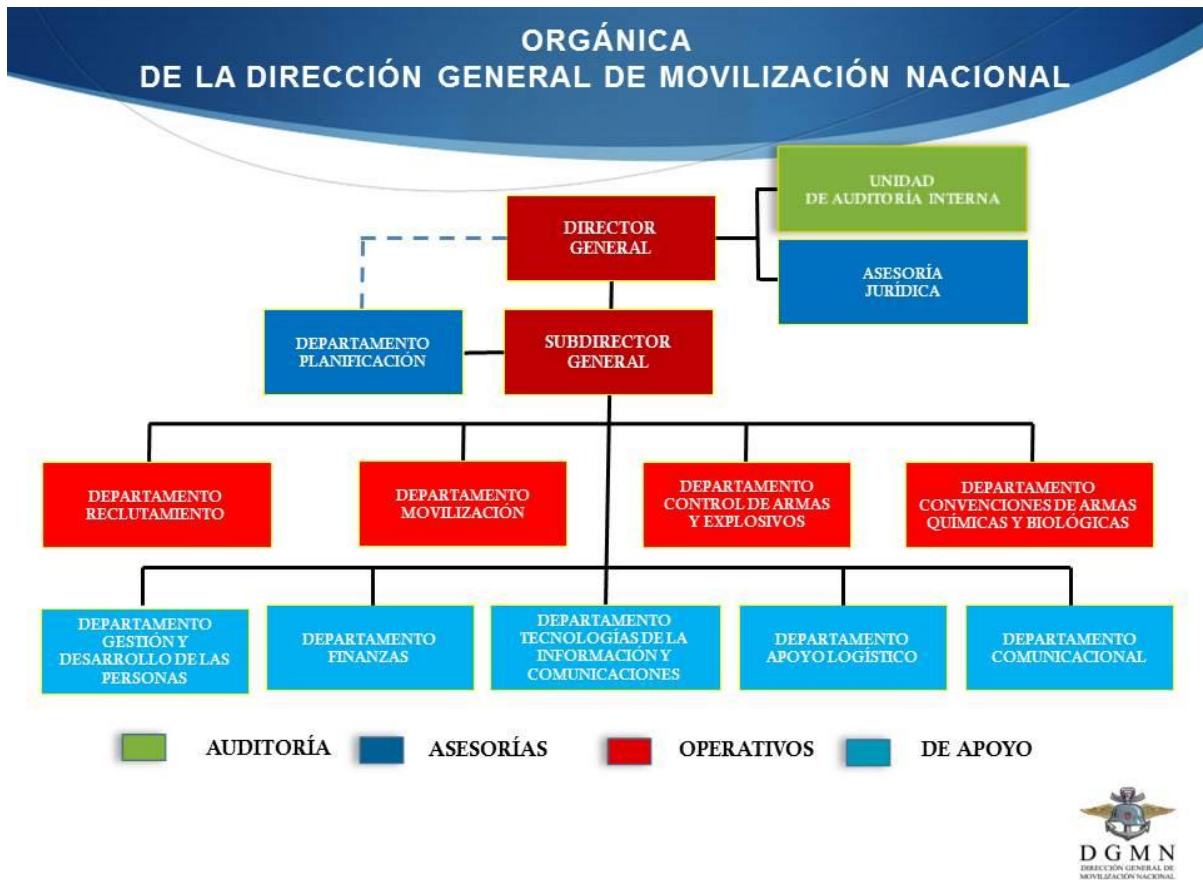 ORGÁNICA
DE LA DIRECCIÓN GENERAL DE MOVILIZACIÓN NACIONAL
UNIDAD
DE AUDITORÍA INTERNA
DIRECTOR
GENERAL
ASESORÍA
JURÍDICA
DEPARTAMENTO
PLANIFICACIÓN
SUBDIRECTOR
GENERAL
DEPARTAMENTO
RECLUTAMIENTO
DEPARTAMENTO
MOVILIZACIÓN
DEPARTAMENTO
CONTROL DE ARMAS
Y EXPLOSIVOS
DEPARTAMENTO
CONVENCIONES DE ARMAS
QUÍMICAS Y BIOLÓGICAS
DEPARTAMENTO
GESTIÓN Y
DESARROLLO DE LAS
PERSONAS
DEPARTAMENTO
FINANZAS
DEPARTAMENTO
TECNOLOGÍAS DE LA
INFORMACIÓN Y
COMUNICACIONES
DEPARTAMENTO
APOYO LOGÍSTICO
DEPARTAMENTO
COMUNICACIONAL
AUDITORÍA
ASESORÍAS
OPERATIVOS
DE APOYO
D G M N
DIRECCIÓN GENERAL DE
MOVILIZACIÓN NACIONAL